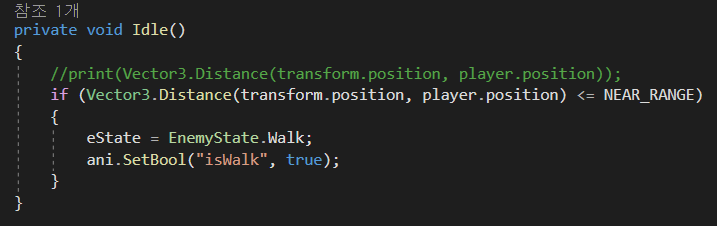 참조 1개
private void Idle()
{
//print(Vector3.Distance(transform.position, player.position));
if (Vector3.Distance(transform.position, player.position) <= NEAR_RANGE)
{
eState = EnemyState.Walk;
ani.SetBool("isWalk", true);
}
}